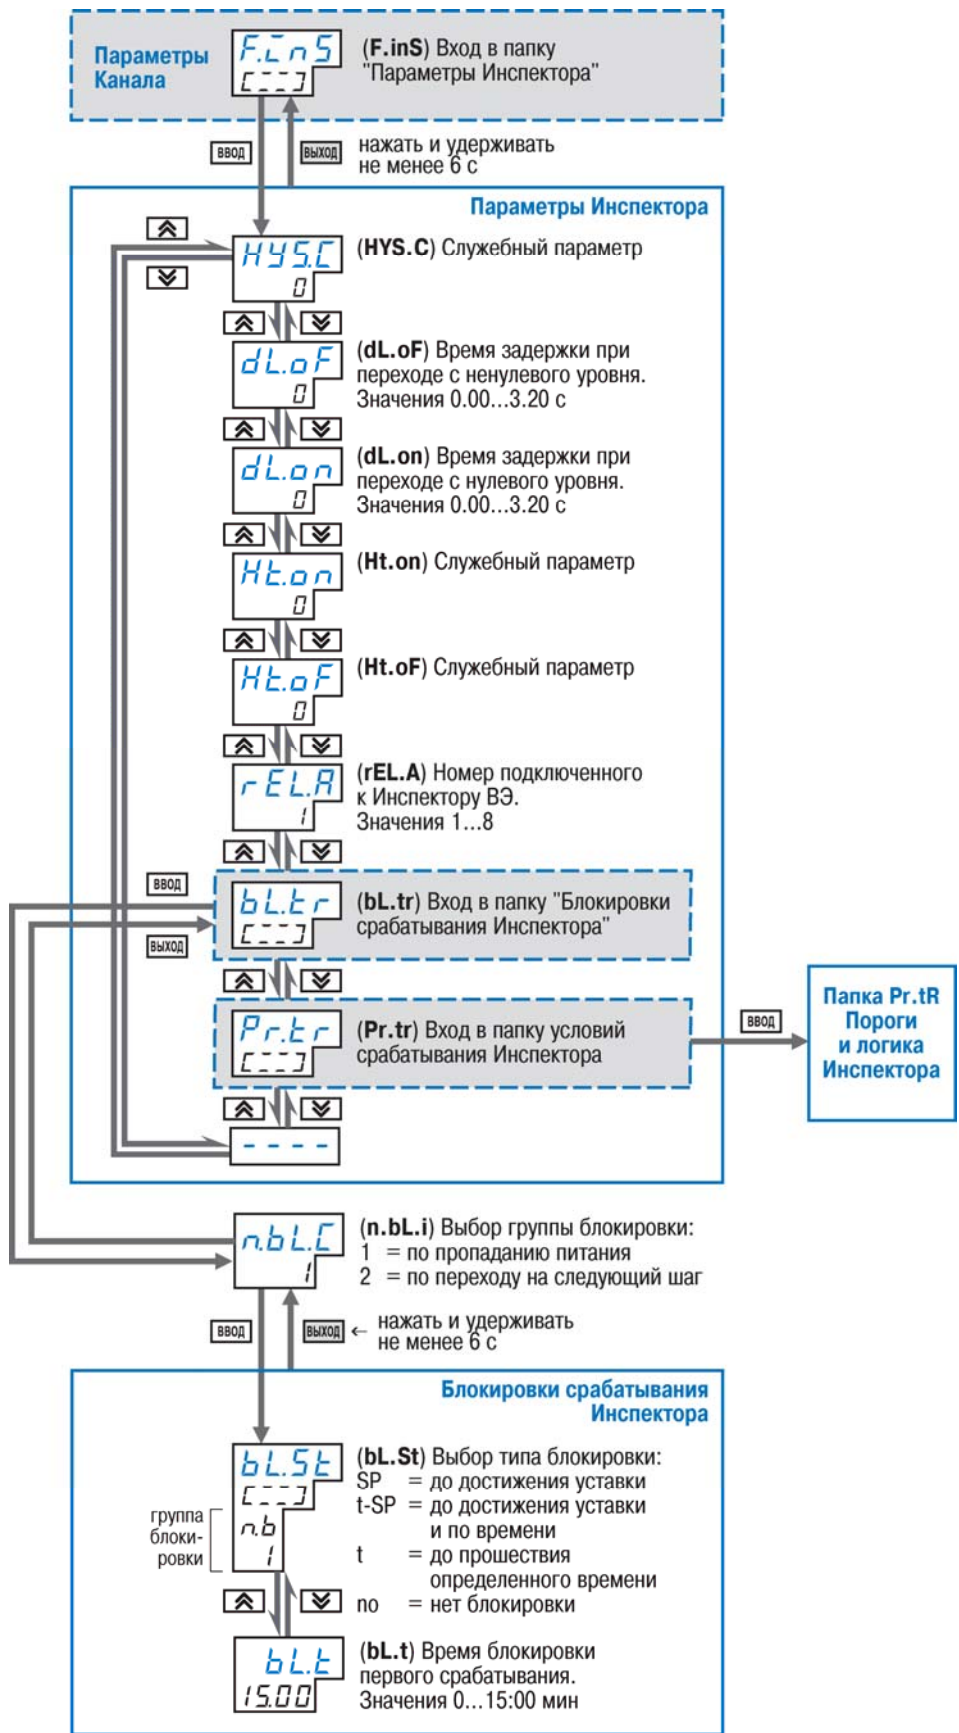 Параметры
Канала
F.inS
[---]
(F.inS) Вход в папку
"Параметры Инспектора"
ВВОД
ВЫХОД
нажать и удерживать
не менее 6 с
Параметры Инспектора
HYS.C
0
(HYS.C) Служебный параметр
dL.oF
0
(dL.oF) Время задержки при
переходе с ненулевого уровня.
Значения 0.00...3.20 с
dL.on
0
(dL.on) Время задержки при
переходе с нулевого уровня.
Значения 0.00...3.20 с
Ht.on
0
(Ht.on) Служебный параметр
Ht.oF
0
(Ht.oF) Служебный параметр
rEL.A
1
(rEL.A) Номер подключенного
к Инспектору ВЭ.
Значения 1...8
ВВОД
ВЫХОД
bL.tr
[---]
(bL.tr) Вход в папку "Блокировки
срабатывания Инспектора"
Pr.tr
[---]
(Pr.tr) Вход в папку условий
срабатывания Инспектора
ВВОД
Папка Pr.tR
Пороги
и логика
Инспектора
----
n.bL.C
1
(n.bL.i) Выбор группы блокировки:
1 = по пропаданию питания
2 = по переходу на следующий шаг
ВВОД
ВЫХОД
← нажать и удерживать
не менее 6 с
Блокировки срабатывания
Инспектора
bL.St
[---]
n.b
1
группа
блоки-
ровки
(bL.St) Выбор типа блокировки:
SP = до достижения уставки
t-SP = до достижения уставки
и по времени
t = до прошествия
определенного времени
no = нет блокировки
bL.t
15.00
(bL.t) Время блокировки
первого срабатывания.
Значения 0...15:00 мин